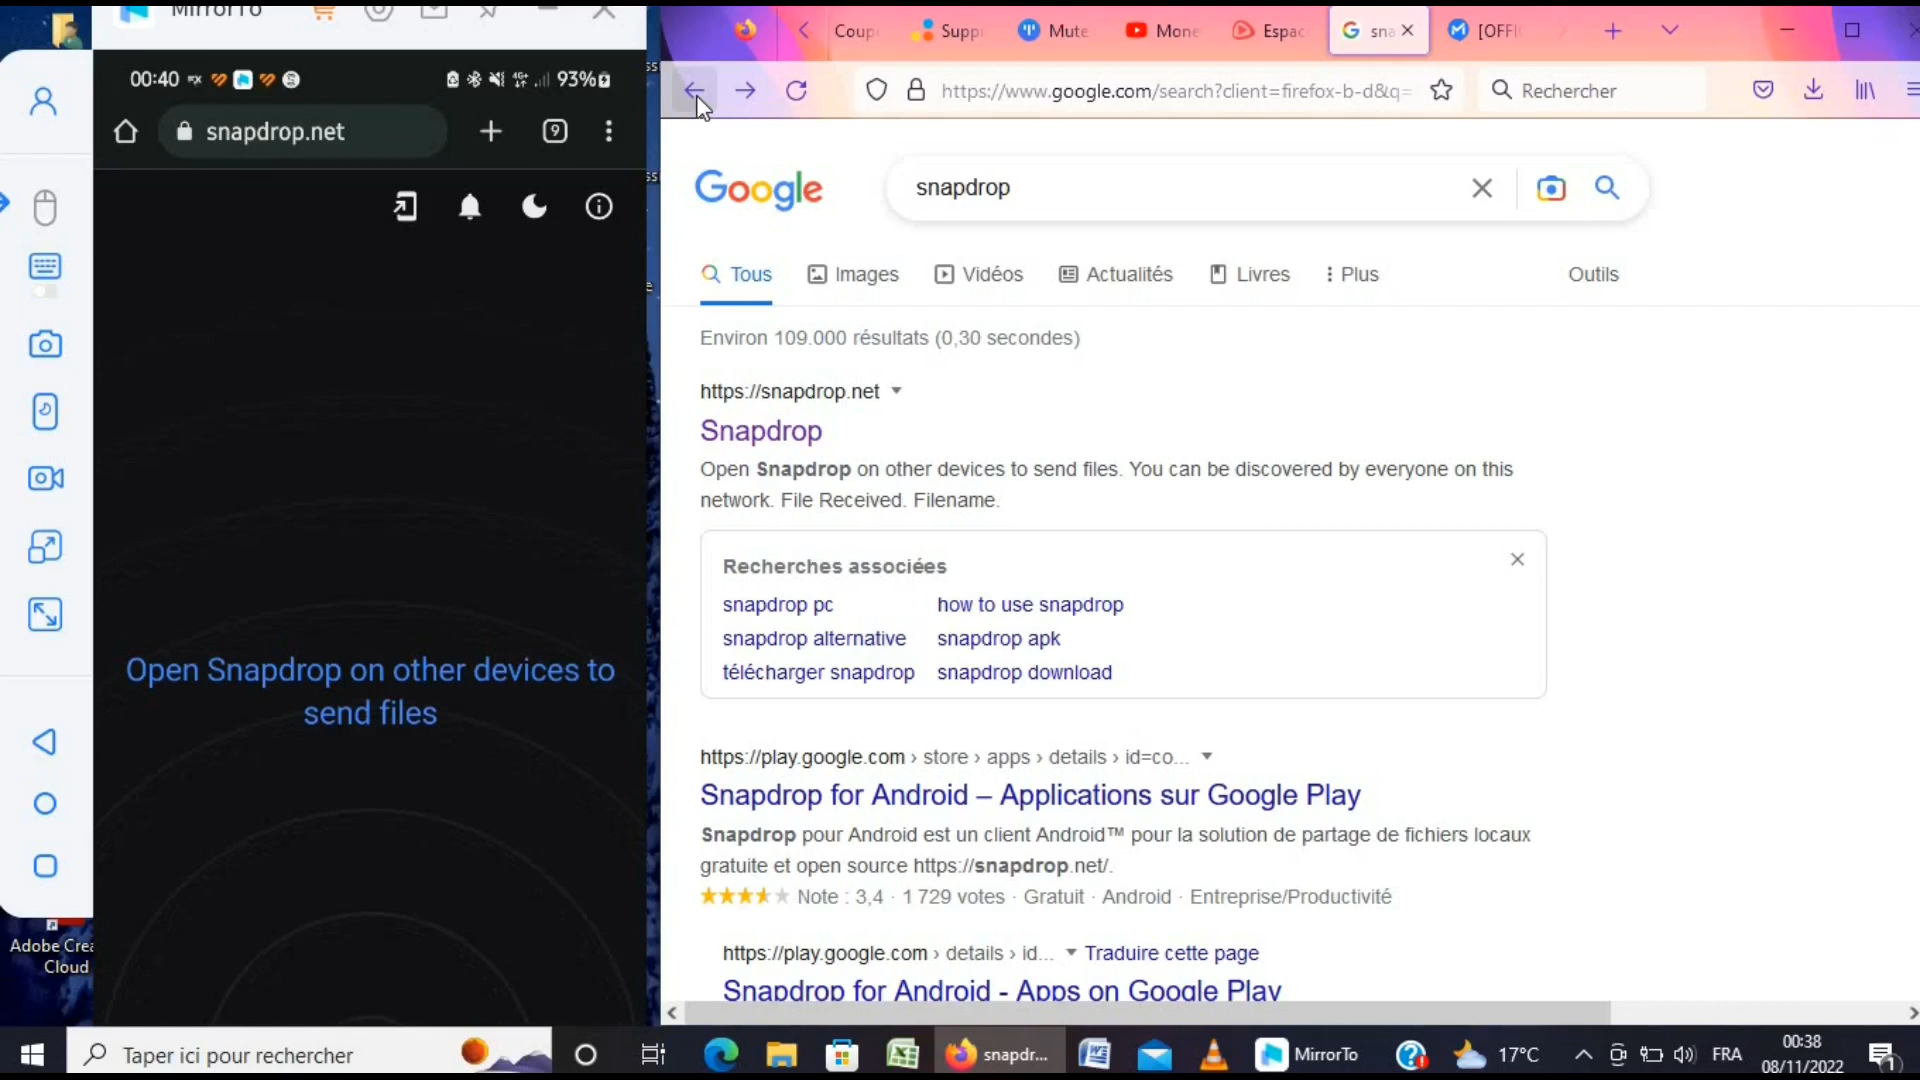 MirrorTo
00:40
93%
snapdrop.net
9
Open Snapdrop on other devices to
send files
Adobe Crea
Cloud
Coup
Supp
Mute
Mone
Espac
sna
[OFFI
https://www.google.com/search?client=firefox-b-d&q=
Rechercher
Google
snapdrop
Tous
Images
Vidéos
Actualités
Livres
Plus
Outils
Environ 109.000 résultats (0,30 secondes)
https://snapdrop.net
Snapdrop
Open Snapdrop on other devices to send files. You can be discovered by everyone on this
network. File Received. Filename.
Recherches associées
snapdrop pc
how to use snapdrop
snapdrop alternative
snapdrop apk
télécharger snapdrop
snapdrop download
https://play.google.com › store › apps › details › id=co...
Snapdrop for Android – Applications sur Google Play
Snapdrop pour Android est un client Android™ pour la solution de partage de fichiers locaux
gratuite et open source https://snapdrop.net/.
Note : 3,4 · 1 729 votes · Gratuit · Android · Entreprise/Productivité
https://play.google.com › details › id... Traduire cette page
Snapdrop for Android - Apps on Google Play
Taper ici pour rechercher
snapdr...
MirrorTo
17°C
FRA
00:38
08/11/2022
1